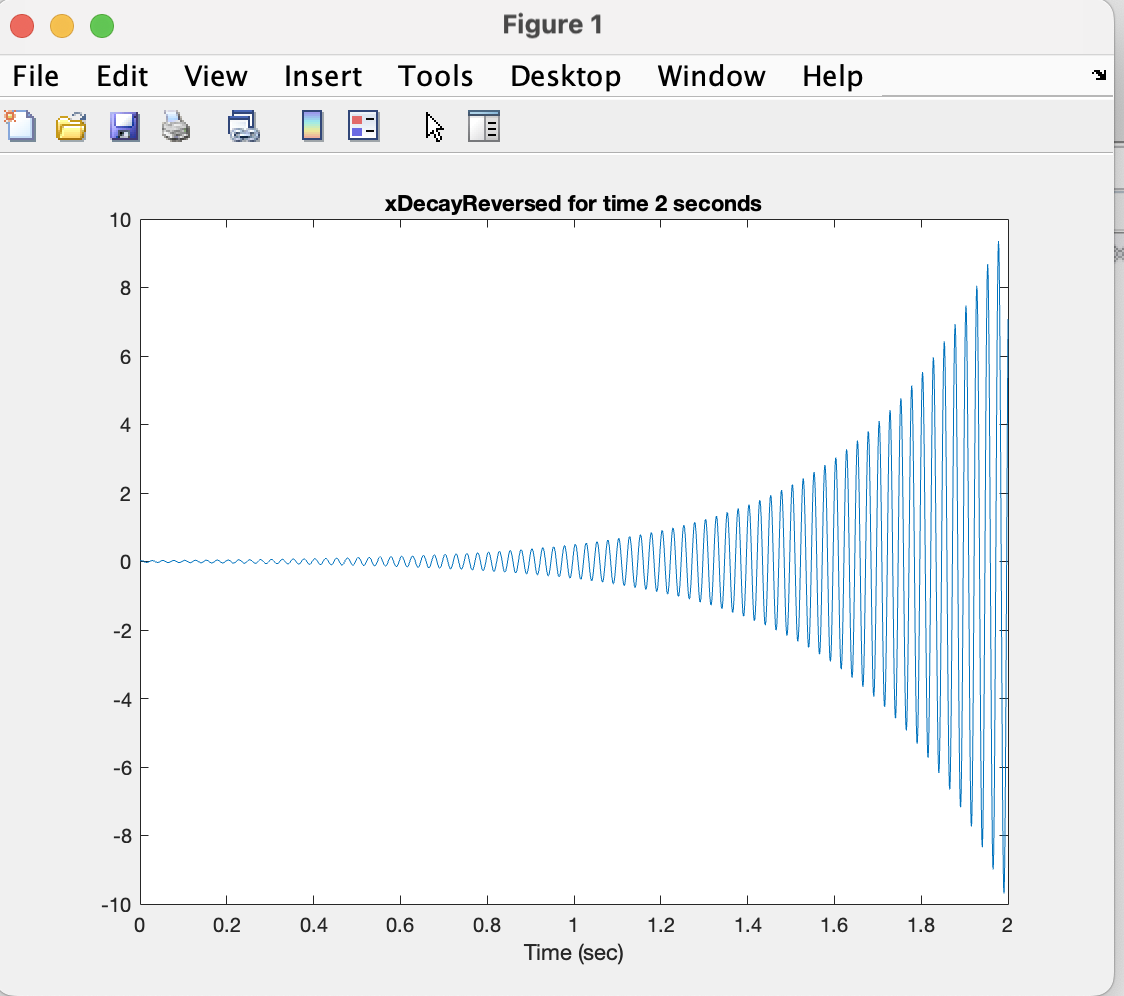 Figure 1
File Edit View Insert Tools Desktop Window Help
xDecayReversed for time 2 seconds
10
8
6
4
2
0
-2
-4
-6
-8
-10
0 0.2 0.4 0.6 0.8 1 1.2 1.4 1.6 1.8 2
Time (sec)